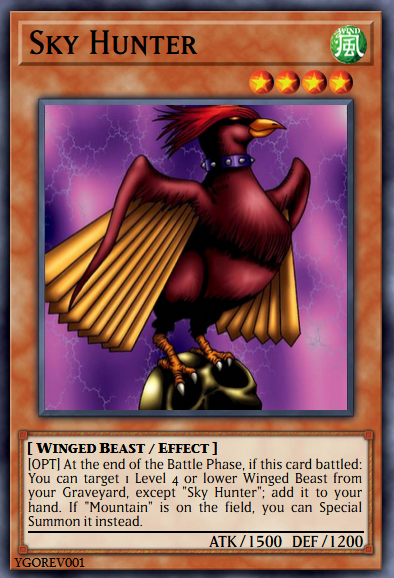 Sky Hunter
WIND
風
[ Winged Beast / Effect ]
[OPT] At the end of the Battle Phase, if this card battled:
You can target 1 Level 4 or lower Winged Beast from
your Graveyard, except "Sky Hunter"; add it to your
hand. If "Mountain" is on the field, you can Special
Summon it instead.
ATK/1500 DEF/1200
YGOREV001